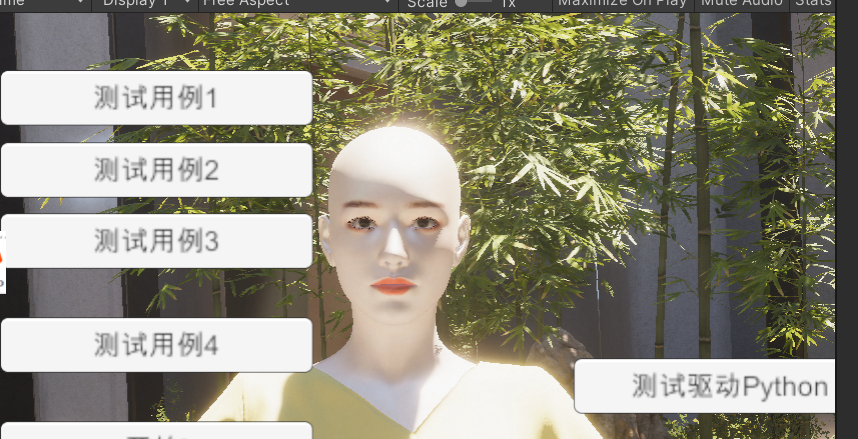 Display 1
Free Aspect
Scale
1x
Maximize On Play
Mute Audio
Stats
测试用例1
测试用例2
测试用例3
测试用例4
测试驱动Python